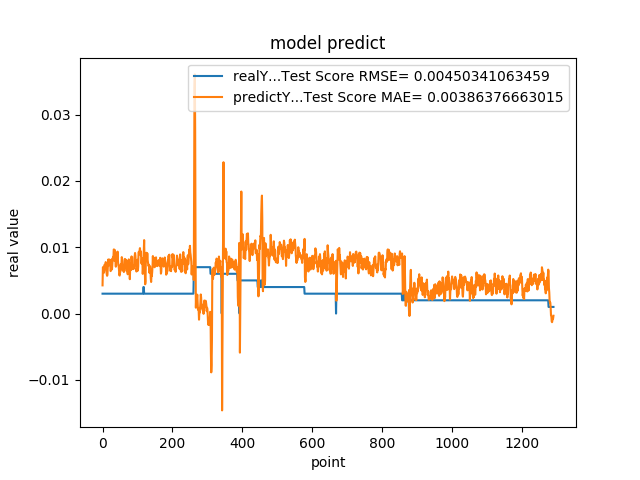 model predict
realY...Test Score RMSE= 0.00450341063459
predictY...Test Score MAE= 0.00386376663015
real value
0.03
0.02
0.01
0.00
−0.01
0 200 400 600 800 1000 1200
point